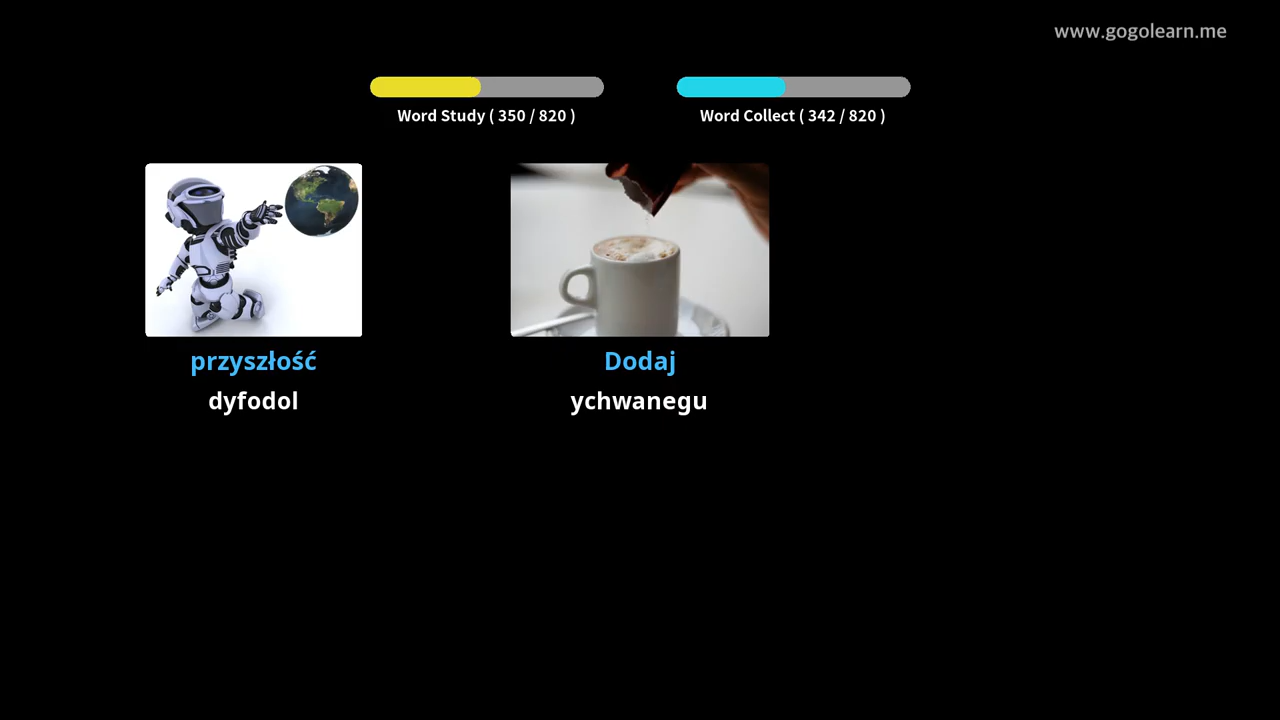 www.gogolearn.me
Word Study ( 350 / 820 )
Word Collect ( 342 / 820 )
przyszłość
dyfodol
Dodaj
ychwanegu